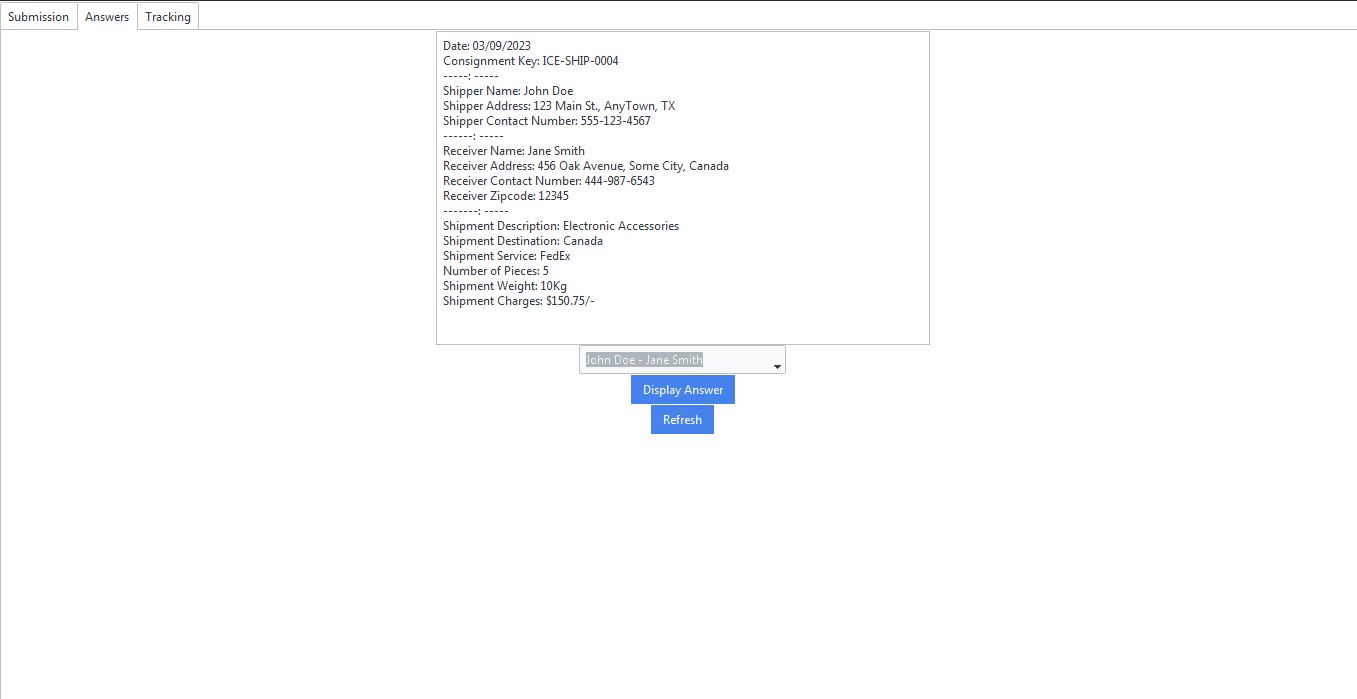 Submission Answers Tracking
Date: 03/09/2023
Consignment Key: ICE-SHIP-0004
-----: -----
Shipper Name: John Doe
Shipper Address: 123 Main St., AnyTown, TX
Shipper Contact Number: 555-123-4567
------: -----
Receiver Name: Jane Smith
Receiver Address: 456 Oak Avenue, Some City, Canada
Receiver Contact Number: 444-987-6543
Receiver Zipcode: 12345
-------: -----
Shipment Description: Electronic Accessories
Shipment Destination: Canada
Shipment Service: FedEx
Number of Pieces: 5
Shipment Weight: 10Kg
Shipment Charges: $150.75/-
John Doe - Jane Smith
Display Answer
Refresh